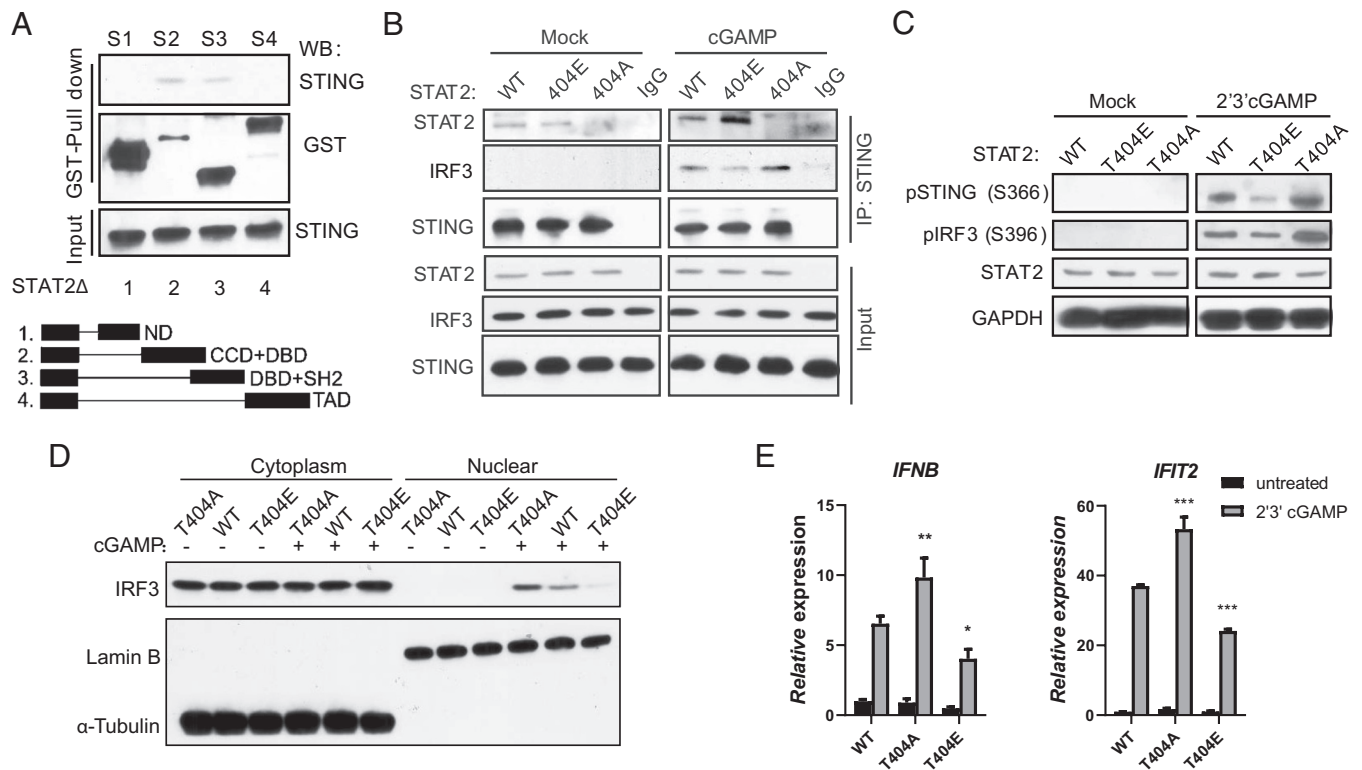 A
S1 S2 S3 S4
WB:
GST-Pull down
STING
GST
Input
STING
STAT2Δ 1 2 3 4
1. ND
2. CCD+DBD
3. DBD+SH2
4. TAD
B
Mock cGAMP
STAT2: WT 404E 404A IgG WT 404E 404A IgG
STAT2
IRF3
STING
IP: STING
STAT2
IRF3
STING
Input
C
Mock 2'3'cGAMP
STAT2: WT T404E T404A WT T404E T404A
pSTING (S366)
pIRF3 (S396)
STAT2
GAPDH
D
Cytoplasm Nuclear
T404A WT T404E T404A WT T404E T404A WT T404E T404A WT T404E
cGAMP: - - - + + + - - - + + +
IRF3
Lamin B
α-Tubulin
E
IFNB
Relative expression
15
10
5
0
** 
*
WT T404A T404E
IFIT2
Relative expression
60
40
20
0
***
***
WT T404A T404E
untreated
2'3' cGAMP